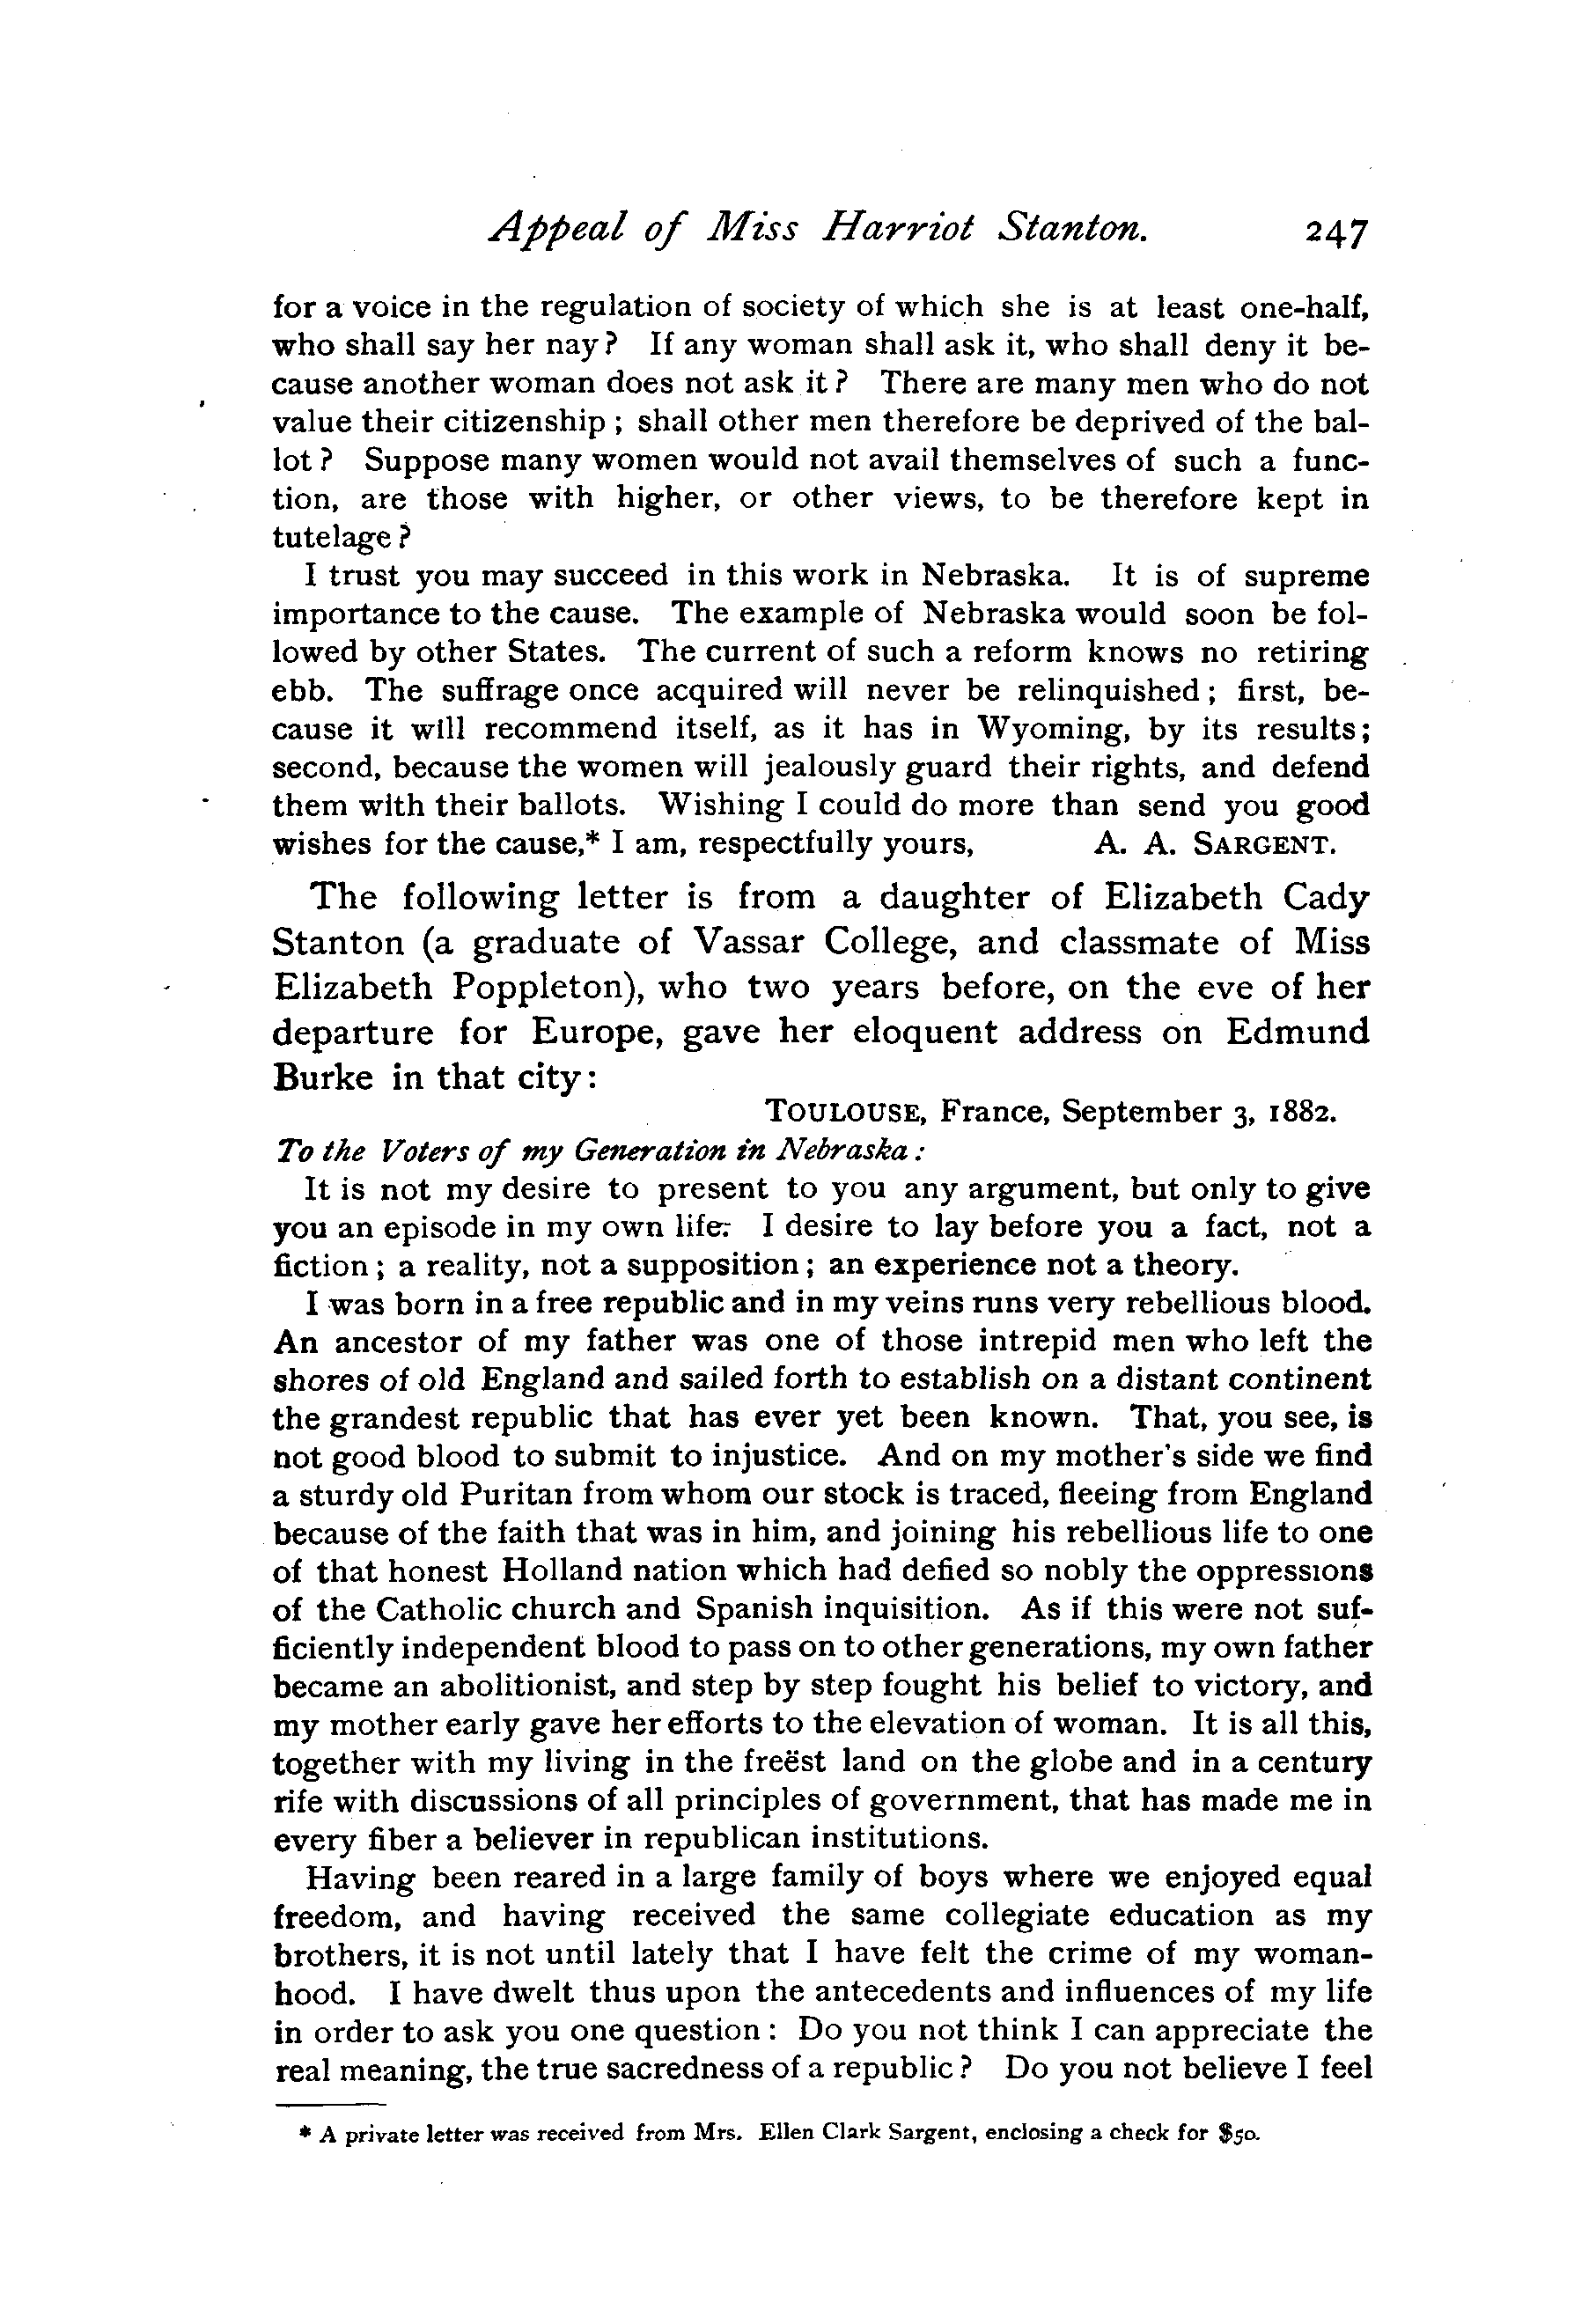 Appeal of Miss Harriot Stanton. 247
for a voice in the regulation of society of which she is at least one-half,
who shall say her nay? If any woman shall ask it, who shall deny it be-
cause another woman does not ask it? There are many men who do not
value their citizenship; shall other men therefore be deprived of the bal-
lot? Suppose many women would not avail themselves of such a func-
tion, are those with higher, or other views, to be therefore kept in
tutelage?
I trust you may succeed in this work in Nebraska. It is of supreme
importance to the cause. The example of Nebraska would soon be fol-
lowed by other States. The current of such a reform knows no retiring
ebb. The suffrage once acquired will never be relinquished; first, be-
cause it will recommend itself, as it has in Wyoming, by its results;
second, because the women will jealously guard their rights, and defend
them with their ballots. Wishing I could do more than send you good
wishes for the cause,* I am, respectfully yours, A. A. SARGENT.
The following letter is from a daughter of Elizabeth Cady
Stanton (a graduate of Vassar College, and classmate of Miss
Elizabeth Poppleton), who two years before, on the eve of her
departure for Europe, gave her eloquent address on Edmund
Burke in that city:
TOULOUSE, France, September 3, 1882.
To the Voters of my Generation in Nebraska:
It is not my desire to present to you any argument, but only to give
you an episode in my own life. I desire to lay before you a fact, not a
fiction; a reality, not a supposition; an experience not a theory.
I was born in a free republic and in my veins runs very rebellious blood.
An ancestor of my father was one of those intrepid men who left the
shores of old England and sailed forth to establish on a distant continent
the grandest republic that has ever yet been known. That, you see, is
not good blood to submit to injustice. And on my mother's side we find
a sturdy old Puritan from whom our stock is traced, fleeing from England
because of the faith that was in him, and joining his rebellious life to one
of that honest Holland nation which had defied so nobly the oppressions
of the Catholic church and Spanish inquisition. As if this were not suf-
ficiently independent blood to pass on to other generations, my own father
became an abolitionist, and step by step fought his belief to victory, and
my mother early gave her efforts to the elevation of woman. It is all this,
together with my living in the freëst land on the globe and in a century
rife with discussions of all principles of government, that has made me in
every fiber a believer in republican institutions.
Having been reared in a large family of boys where we enjoyed equal
freedom, and having received the same collegiate education as my
brothers, it is not until lately that I have felt the crime of my woman-
hood. I have dwelt thus upon the antecedents and influences of my life
in order to ask you one question: Do you not think I can appreciate the
real meaning, the true sacredness of a republic? Do you not believe I feel
* A private letter was received from Mrs. Ellen Clark Sargent, enclosing a check for $50.